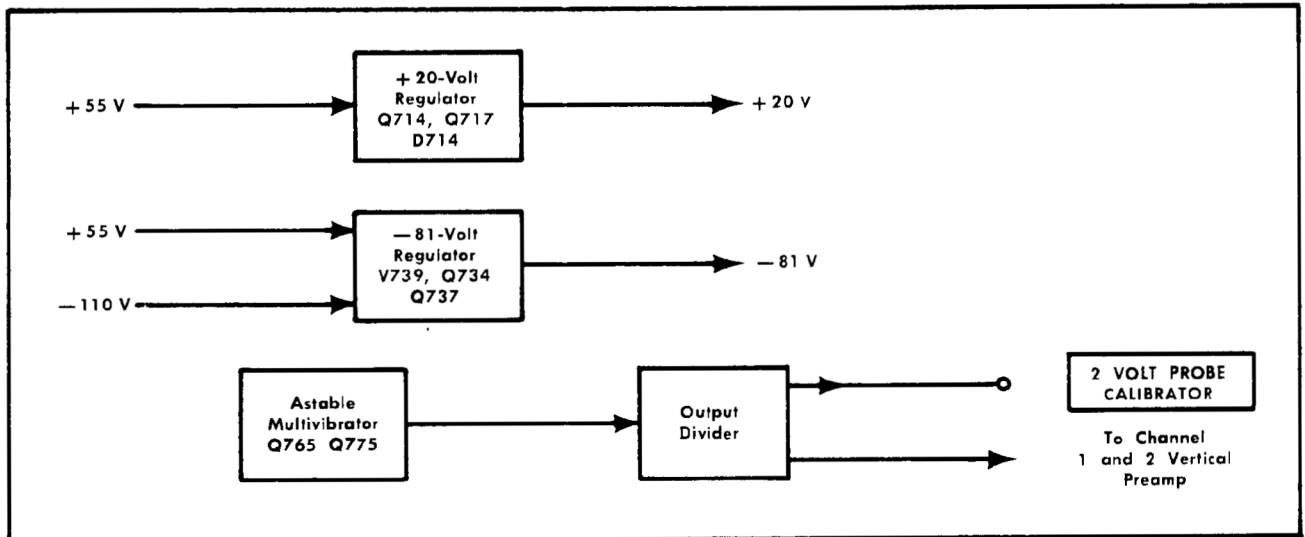 + 20-Volt
Regulator
Q714, Q717
D714
+ 55 V
+ 20 V
+ 55 V
— 110 V
— 81-Volt
Regulator
V739, Q734
Q737
— 81 V
Astable
Multivibrator
Q765 Q775
Output
Divider
2 VOLT PROBE
CALIBRATOR
To Channel
1 and 2 Vertical
Preamp